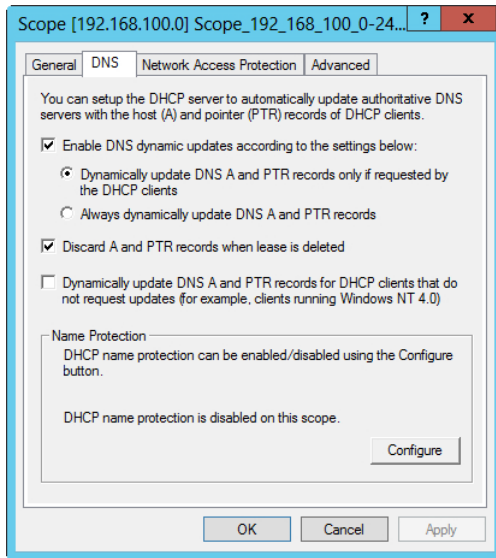 Scope [192.168.100.0] Scope_192_168_100_0-24... ? x
General DNS Network Access Protection Advanced
You can setup the DHCP server to automatically update authoritative DNS
servers with the host (A) and pointer (PTR) records of DHCP clients.
Enable DNS dynamic updates according to the settings below:
Dynamically update DNS A and PTR records only if requested by
the DHCP clients
Always dynamically update DNS A and PTR records
Discard A and PTR records when lease is deleted
Dynamically update DNS A and PTR records for DHCP clients that do
not request updates (for example, clients running Windows NT 4.0)
Name Protection
DHCP name protection can be enabled/disabled using the Configure
button.
DHCP name protection is disabled on this scope.
Configure
OK Cancel Apply